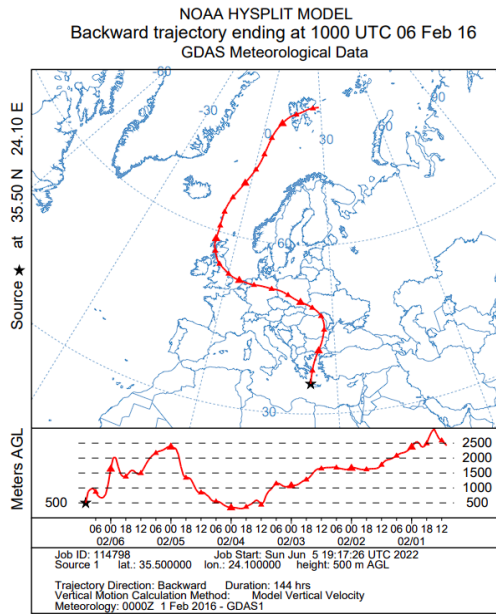 NOAA HYSPLIT MODEL
Backward trajectory ending at 1000 UTC 06 Feb 16
GDAS Meteorological Data
Source ★ at 35.50 N 24.10 E
-60
-30
0
30
60
90
60
30
Meters AGL
500
2500
2000
1500
1000
500
06 00 18 12 06 00 18 12 06 00 18 12 06 00 18 12 06 00 18 12 06 00 18 12
02/06 02/05 02/04 02/03 02/02 02/01
Job ID: 114798 Job Start: Sun Jun 5 19:17:26 UTC 2022
Source 1 lat.: 35.500000 lon.: 24.100000 height: 500 m AGL
Trajectory Direction: Backward Duration: 144 hrs
Vertical Motion Calculation Method: Model Vertical Velocity
Meteorology: 0000Z 1 Feb 2016 - GDAS1